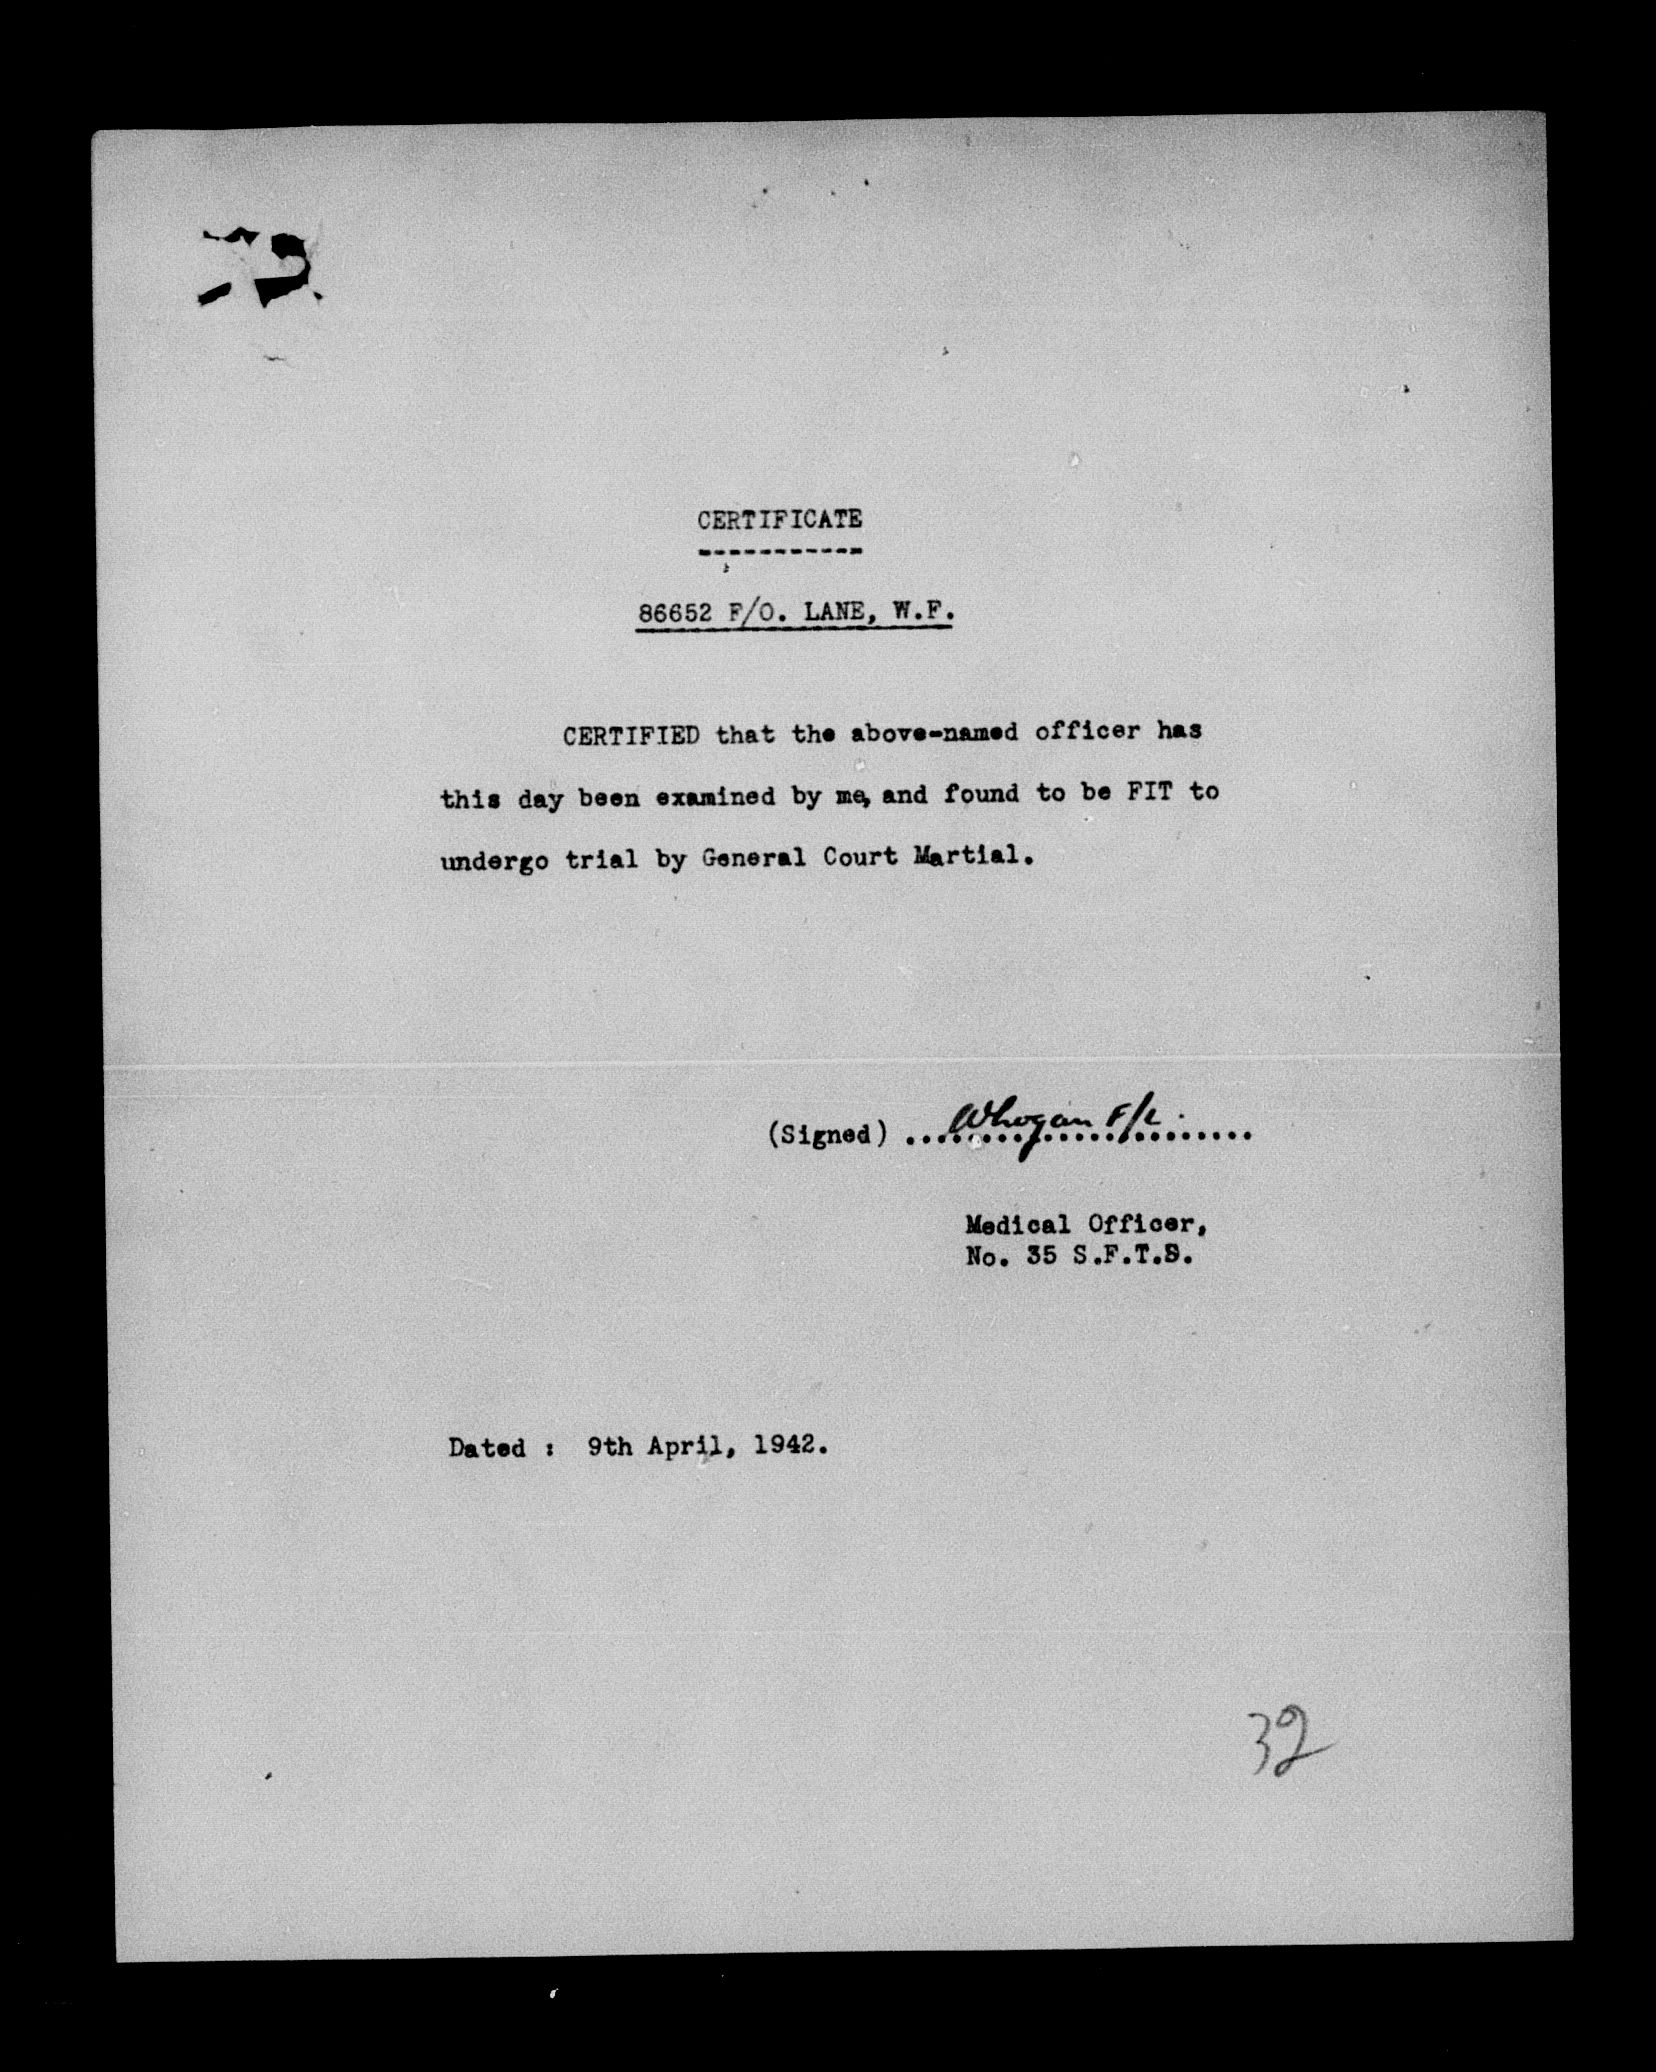 CERTIFICATE
-----------
86652 F/O. LANE, W.F.
CERTIFIED that the above-named officer has
this day been examined by me, and found to be FIT to
undergo trial by General Court Martial.
(Signed) Whogan F/L.
Medical Officer,
No. 35 S.F.T.S.
Dated : 9th April, 1942.
32